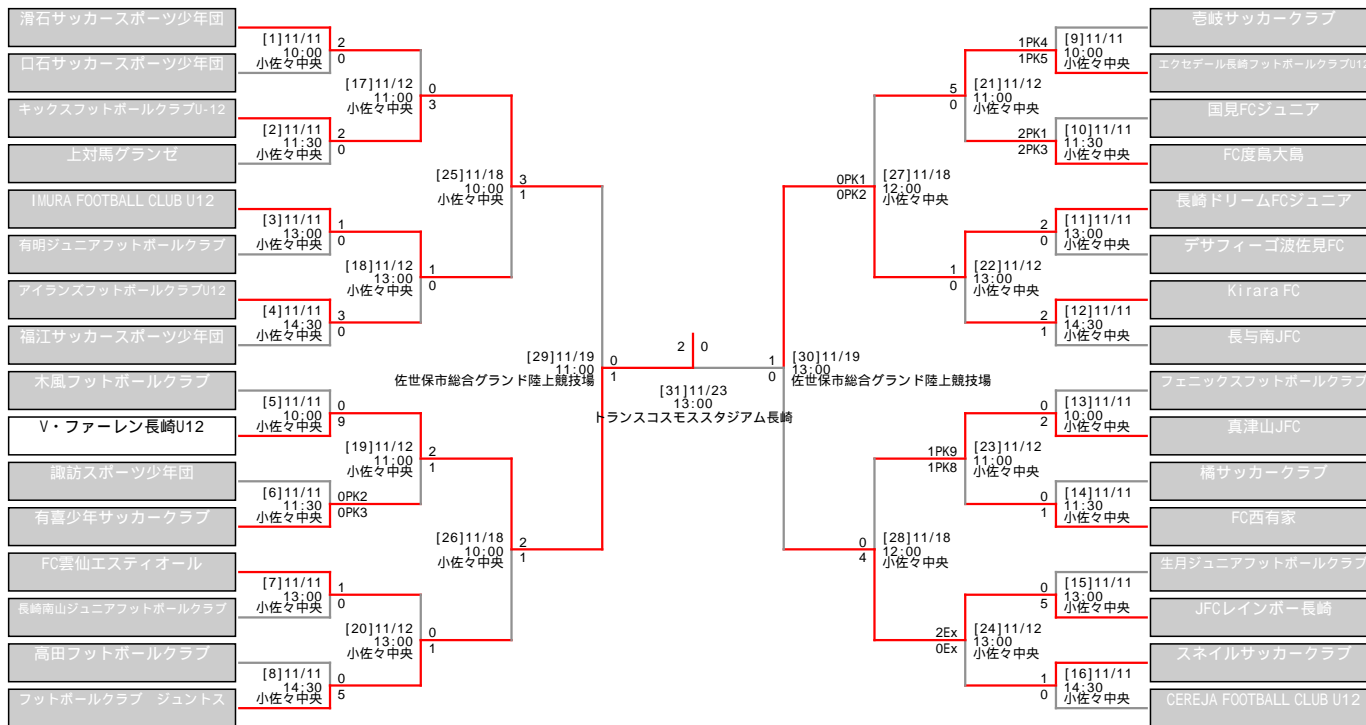 滑石サッカースポーツ少年団
[1]11/11
10:00
小佐々中央
2
0
口石サッカースポーツ少年団
[17]11/12
11:00
小佐々中央
0
3
キックスフットボールクラブU-12
[2]11/11
11:30
小佐々中央
2
0
上対馬グランゼ
[25]11/18
10:00
小佐々中央
3
1
IMURA FOOTBALL CLUB U12
[3]11/11
13:00
小佐々中央
1
0
有明ジュニアフットボールクラブ
[18]11/12
13:00
小佐々中央
1
0
アイランズフットボールクラブU12
[4]11/11
14:30
小佐々中央
3
0
福江サッカースポーツ少年団
[29]11/19
11:00
佐世保市総合グランド陸上競技場
0
1
木風フットボールクラブ
[5]11/11
10:00
小佐々中央
0
9
V・ファーレン長崎U12
[19]11/12
11:00
小佐々中央
2
1
諏訪スポーツ少年団
[6]11/11
11:30
小佐々中央
0PK2
0PK3
有喜少年サッカークラブ
[26]11/18
10:00
小佐々中央
2
1
FC雲仙エスティオール
[7]11/11
13:00
小佐々中央
1
0
長崎南山ジュニアフットボールクラブ
[20]11/12
13:00
小佐々中央
0
1
高田フットボールクラブ
[8]11/11
14:30
小佐々中央
0
5
フットボールクラブ　ジュントス
2 0
[31]11/23
13:00
トランスコスモススタジアム長崎
壱岐サッカークラブ
1PK4
1PK5
[9]11/11
10:00
小佐々中央
エクセデール長崎フットボールクラブU12
5
0
[21]11/12
11:00
小佐々中央
国見FCジュニア
2PK1
2PK3
[10]11/11
11:30
小佐々中央
FC度島大島
0PK1
0PK2
[27]11/18
12:00
小佐々中央
長崎ドリームFCジュニア
2
0
[11]11/11
13:00
小佐々中央
デサフィーゴ波佐見FC
1
0
[22]11/12
13:00
小佐々中央
Kirara FC
2
1
[12]11/11
14:30
小佐々中央
長与南JFC
1
0
[30]11/19
13:00
佐世保市総合グランド陸上競技場
フェニックスフットボールクラブ
0
2
[13]11/11
10:00
小佐々中央
真津山JFC
1PK9
1PK8
[23]11/12
11:00
小佐々中央
橘サッカークラブ
0
1
[14]11/11
11:30
小佐々中央
FC西有家
0
4
[28]11/18
12:00
小佐々中央
生月ジュニアフットボールクラブ
0
5
[15]11/11
13:00
小佐々中央
JFCレインボー長崎
2Ex
0Ex
[24]11/12
13:00
小佐々中央
スネイルサッカークラブ
1
0
[16]11/11
14:30
小佐々中央
CEREJA FOOTBALL CLUB U12